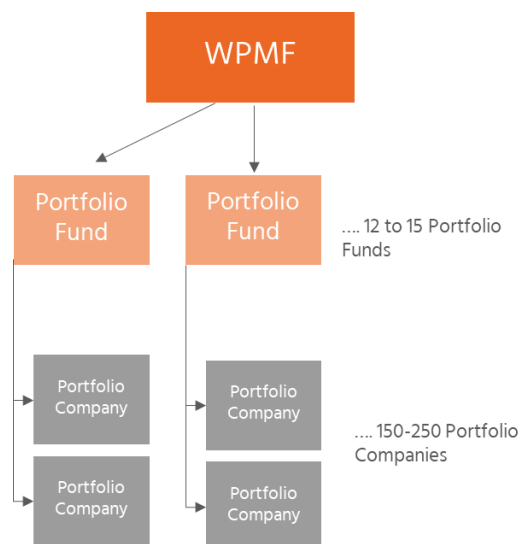 WPMF
Portfolio
Fund
Portfolio
Fund
.... 12 to 15 Portfolio
Funds
Portfolio
Company
Portfolio
Company
.... 150-250 Portfolio
Companies
Portfolio
Company
Portfolio
Company